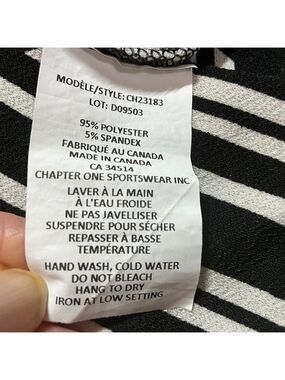 MODÈLE/STYLE: CH23183
LOT: D09503
95% POLYESTER
5% SPANDEX
FABRIQUÉ AU CANADA
MADE IN CANADA
CA 34514
CHAPTER ONE SPORTSWEAR INC
LAVER À LA MAIN
À L'EAU FROIDE
NE PAS JAVELLISER
SUSPENDRE POUR SÉCHER
REPASSER À BASSE
TEMPÉRATURE
HAND WASH, COLD WATER
DO NOT BLEACH
HANG TO DRY
IRON AT LOW SETTING